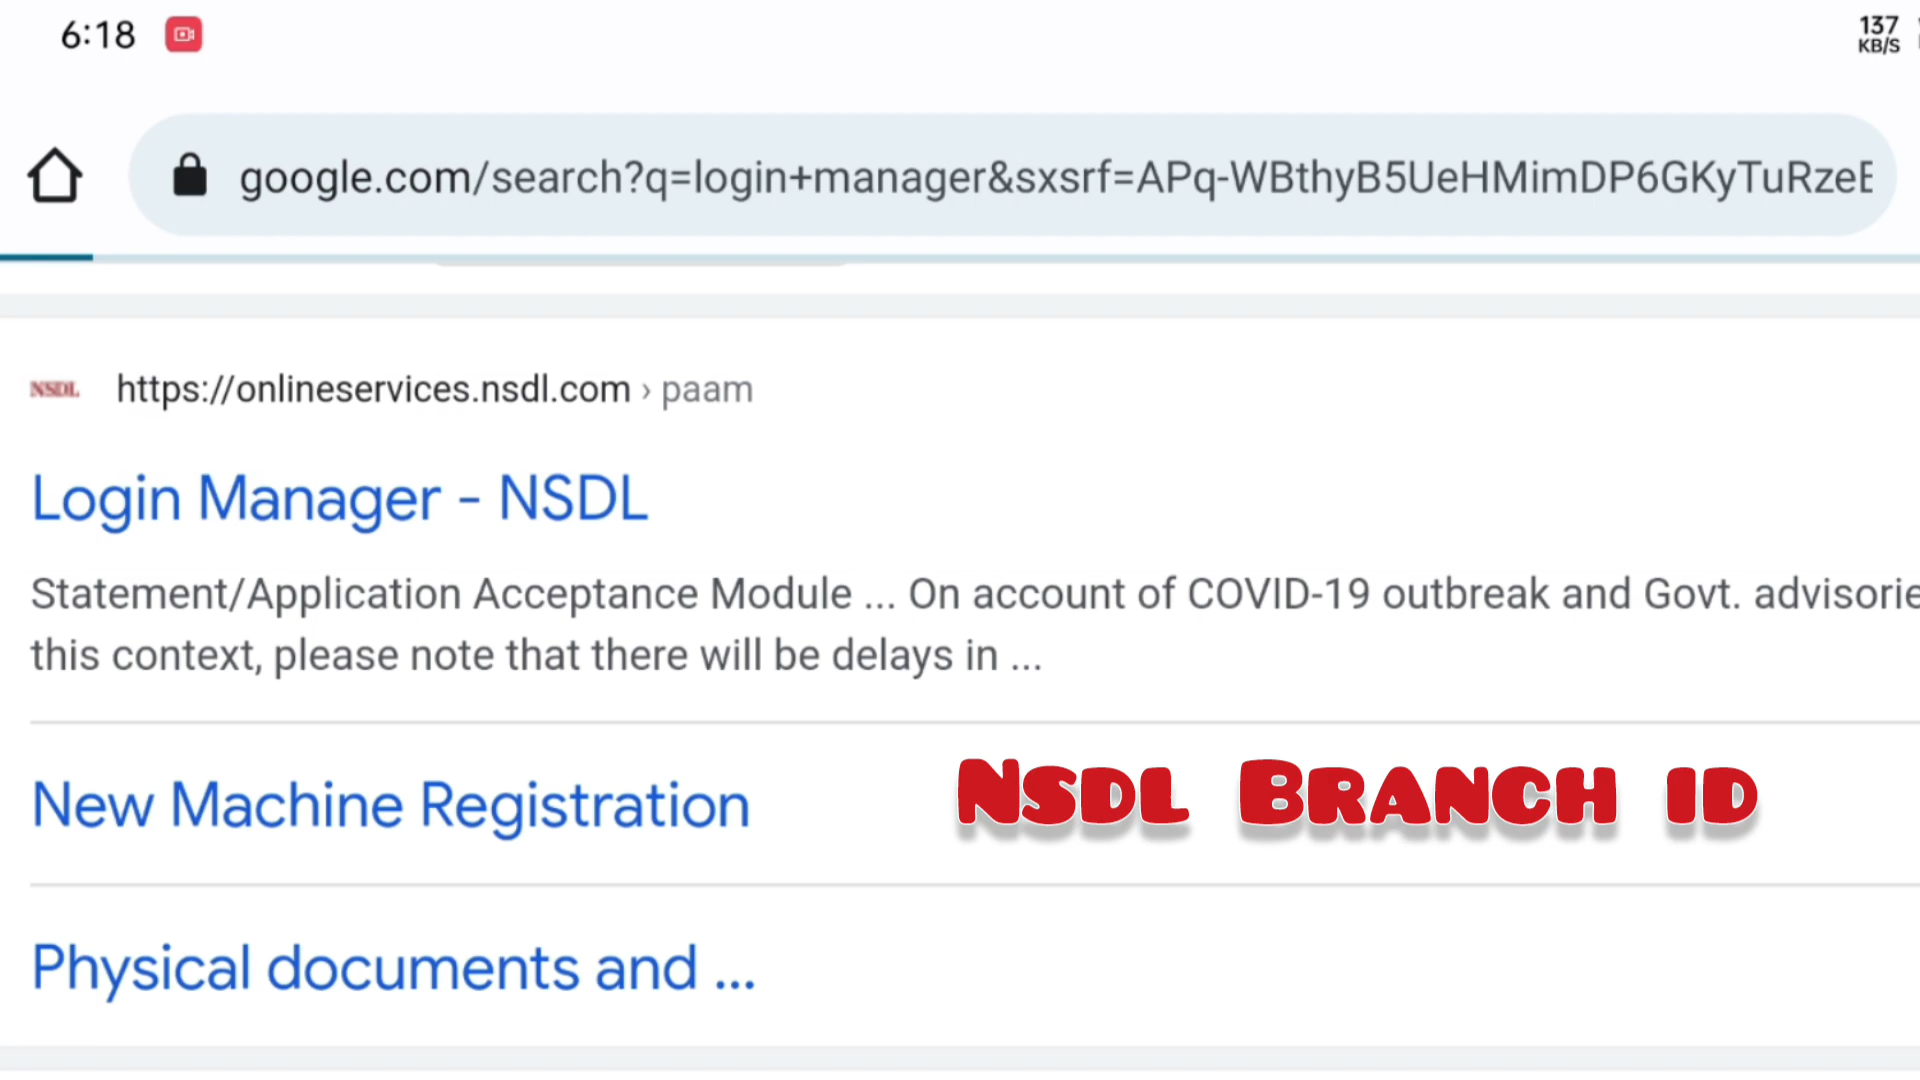 6:18
137
KB/S
google.com/search?q=login+manager&sxsrf=APq-WBthyB5UeHMimDP6GKyTuRzeE
NSDL https://onlineservices.nsdl.com › paam
Login Manager - NSDL
Statement/Application Acceptance Module ... On account of COVID-19 outbreak and Govt. advisorie
this context, please note that there will be delays in ...
New Machine Registration
NSDL BRANCH ID
Physical documents and ...